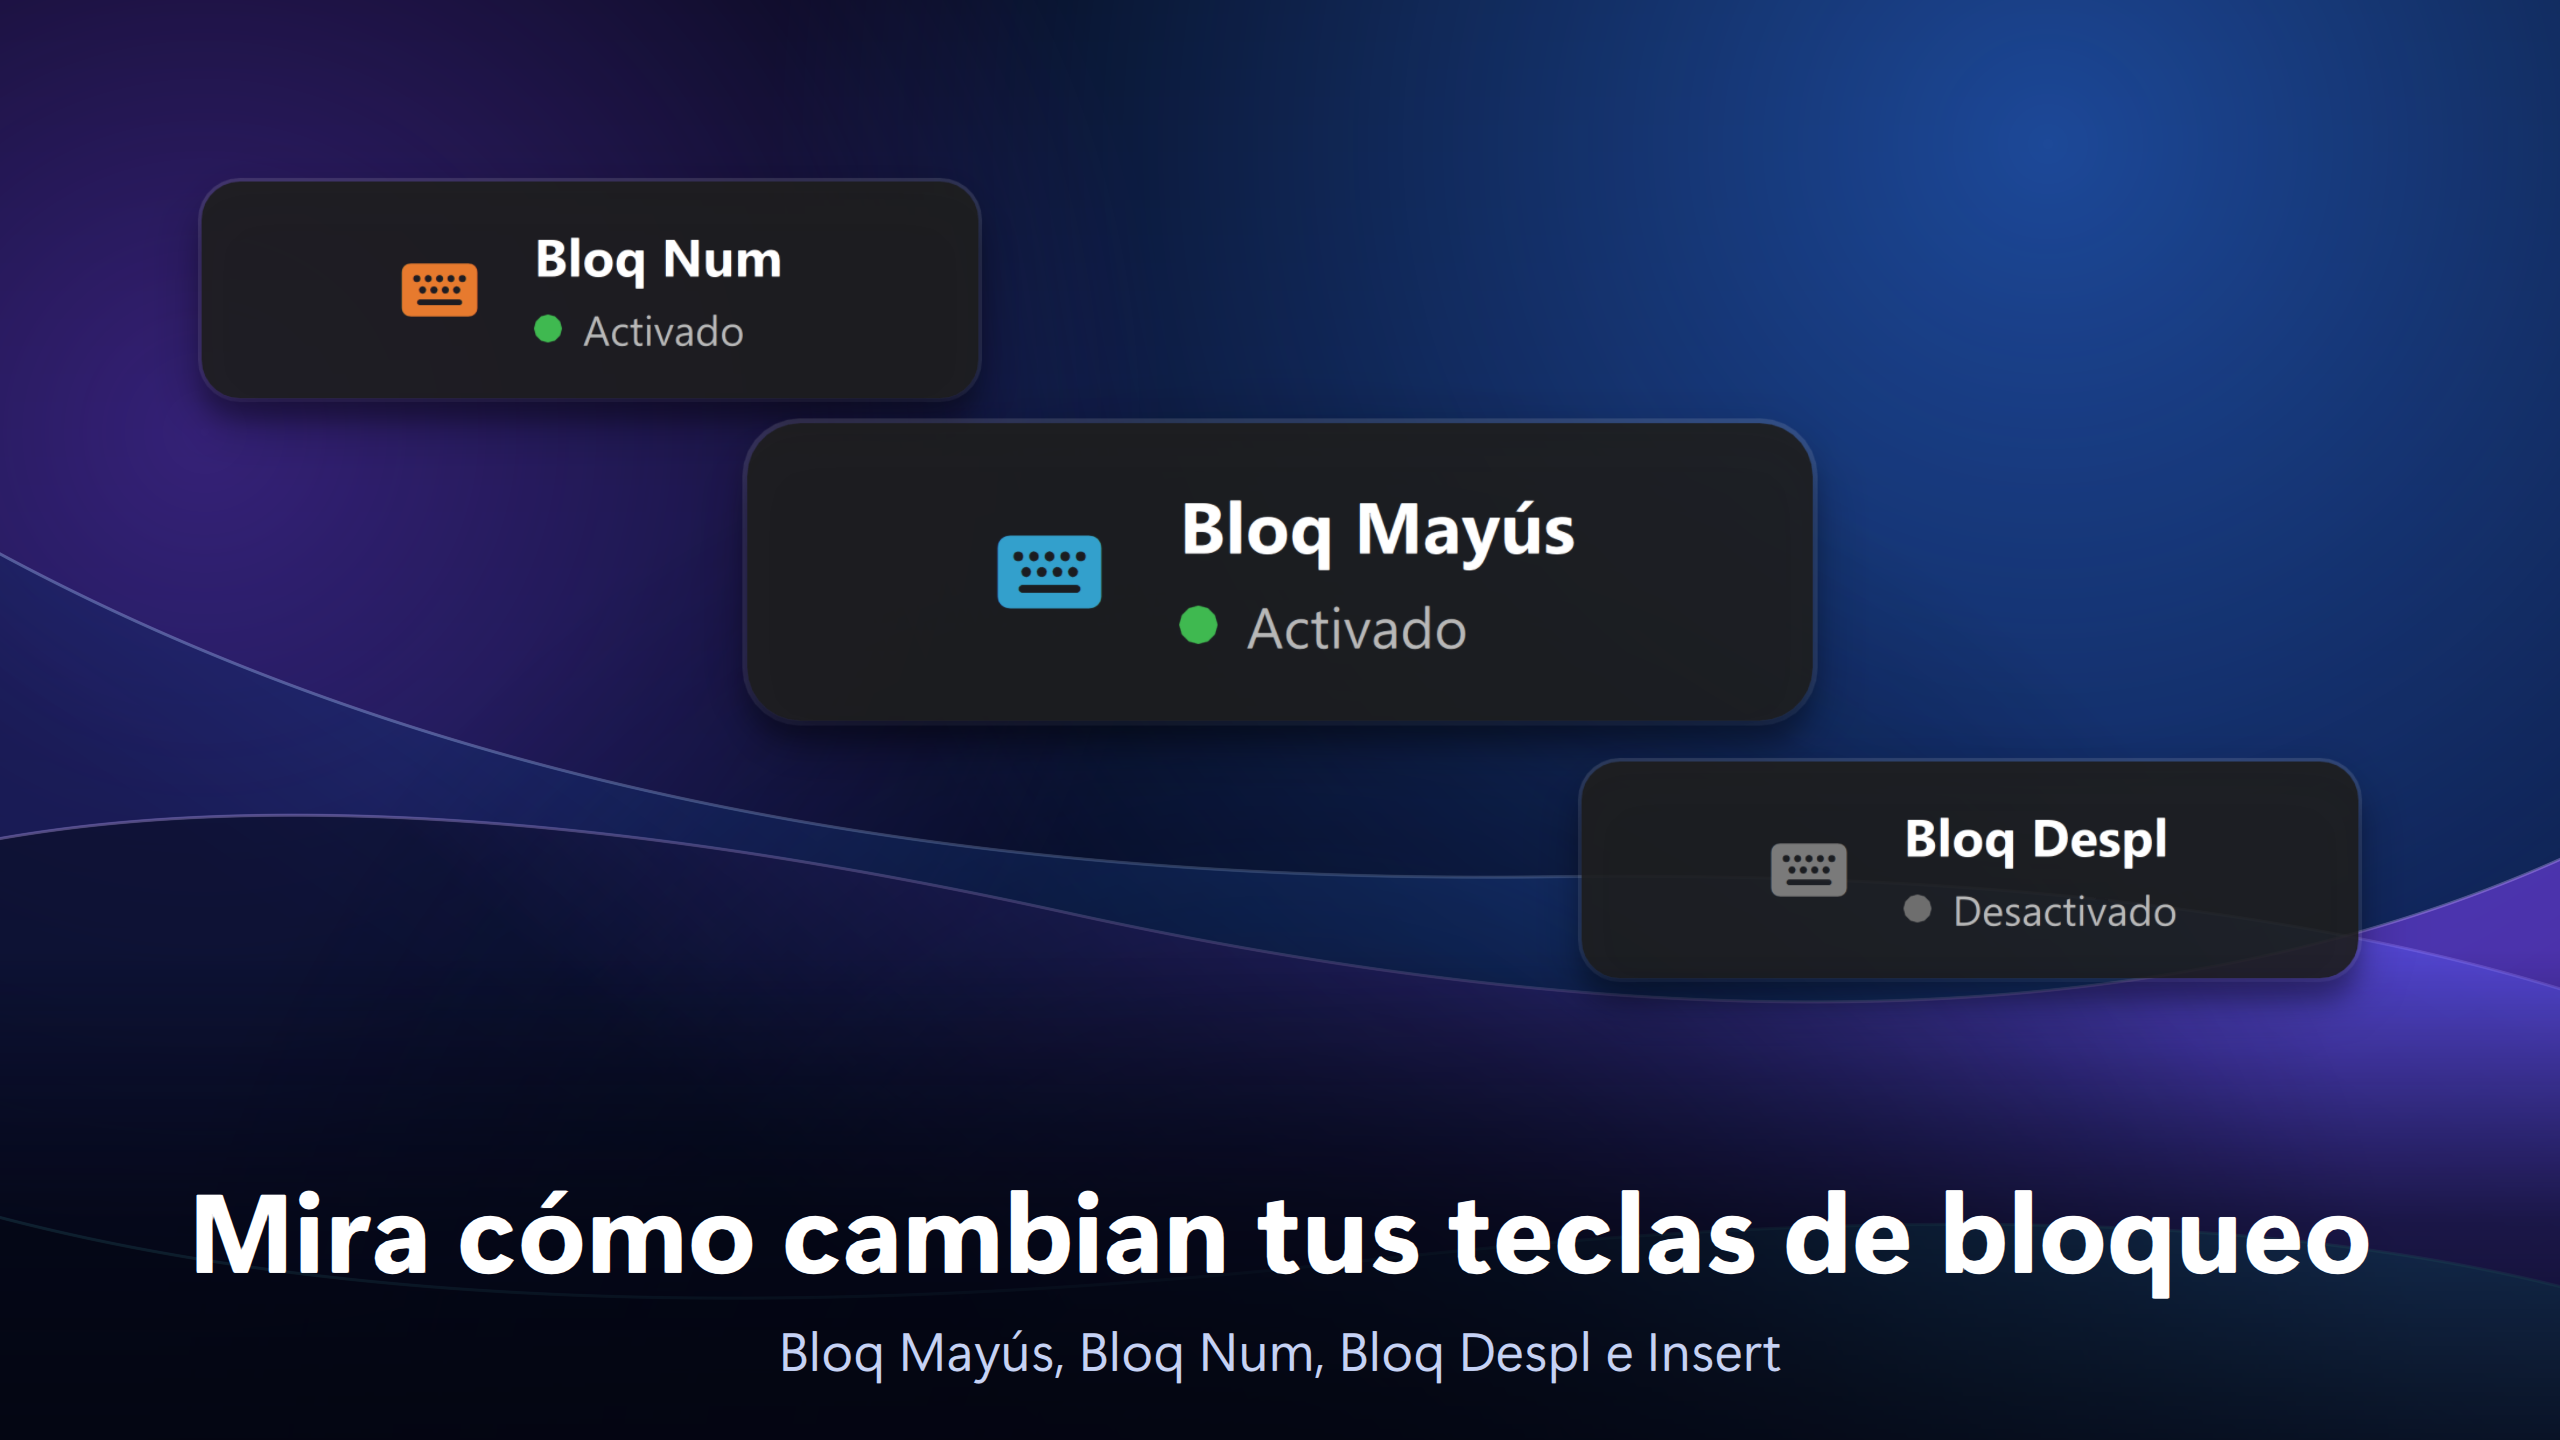 Bloq Num
Activado
Bloq Mayús
Activado
Bloq Despl
Desactivado
Mira cómo cambian tus teclas de bloqueo
Bloq Mayús, Bloq Num, Bloq Despl e Insert